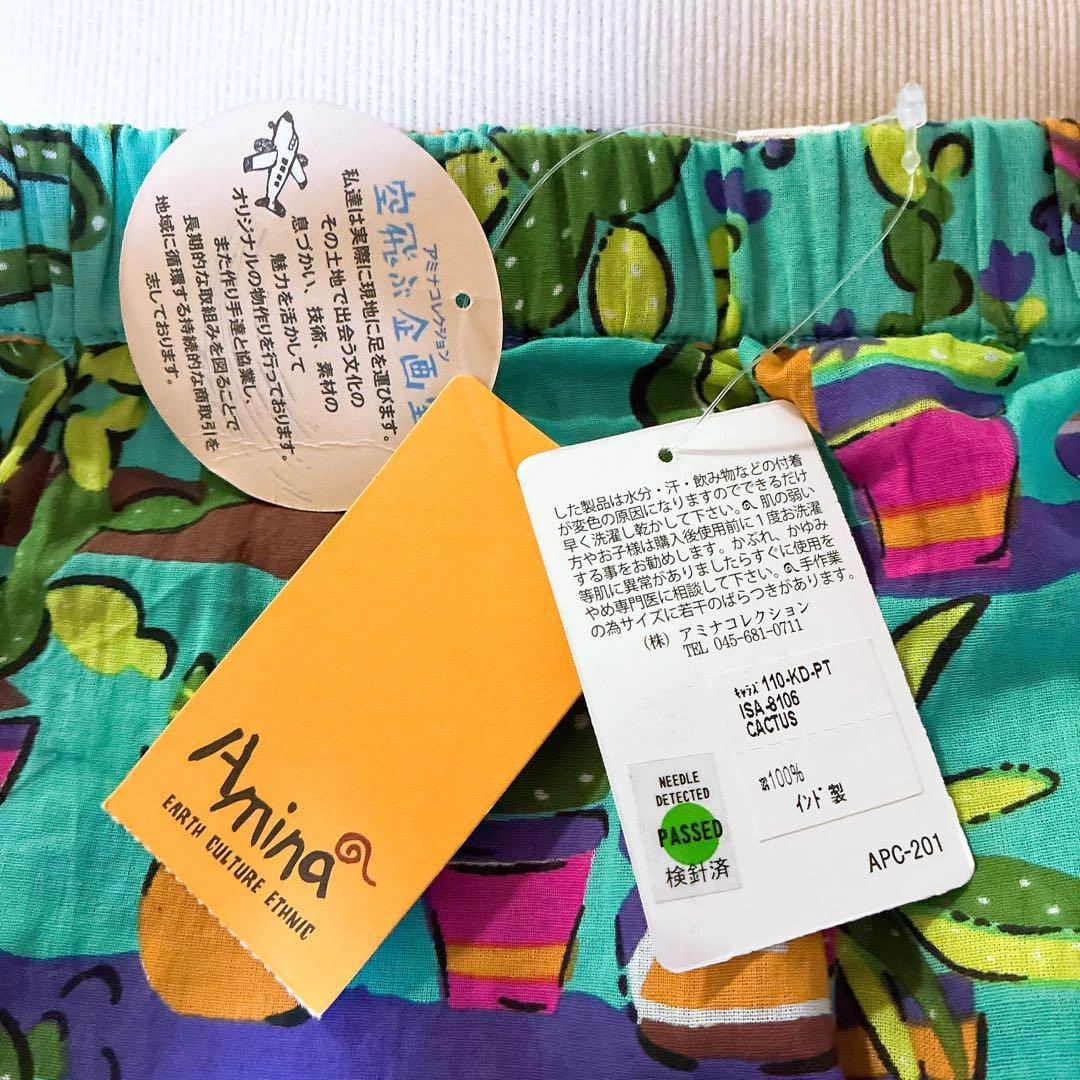 アミナコレクション
空飛ぶ企画
私達は実際に現地に足を運びます。
その土地で出会う文化の
息づかい、技術、素材の
魅力を活かして
オリジナルの物作りを行っております。
また作り手達と協業し、
長期的な取組みを図ることで
地域に循環する持続的な商取引を
志しております。
Amina
EARTH CULTURE ETHNIC
した製品は水分・汗・飲み物などの付着
が変色の原因になりますのでできるだけ
早く洗濯し乾かして下さい。肌の弱い
方やお子様は購入後使用前に1度お洗濯
する事をお勧めします。かぶれ、かゆみ
等肌に異常がありましたらすぐに使用を
やめ専門医に相談して下さい。手作業
の為サイズに若干のばらつきがあります。
(株) アミナコレクション
TEL 045-681-0711
110-KD-PT
ISA-8106
CACTUS
100%
インド製
NEEDLE
DETECTED
PASSED
検針済
APC-201